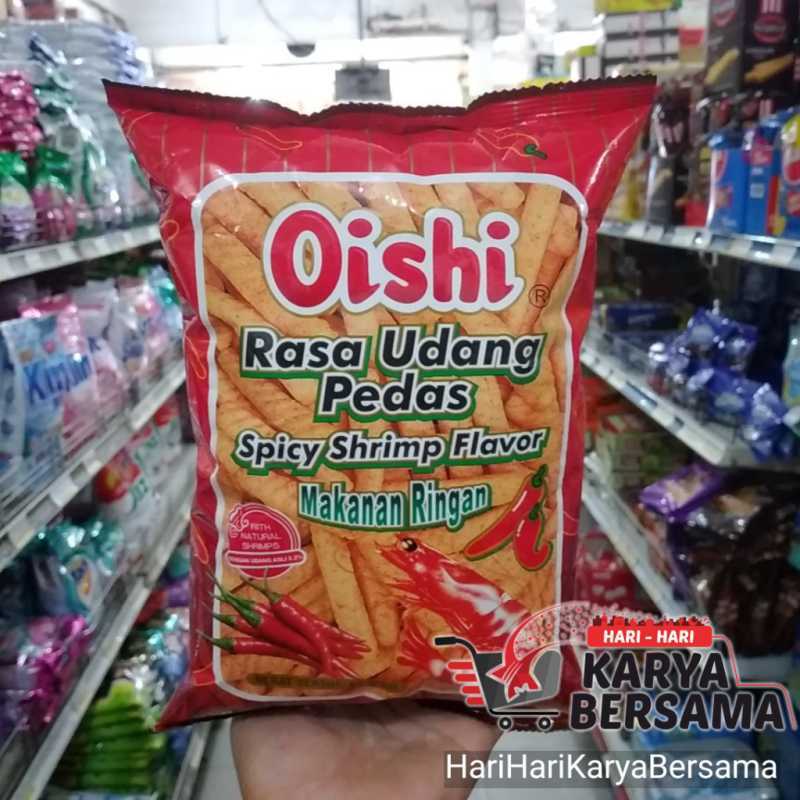 Oishi
®
Rasa Udang
Pedas
Spicy Shrimp Flavor
Makanan Ringan
WITH
NATURAL
SHRIMPS
HARI - HARI
KARYA
BERSAMA
HariHariKaryaBersama